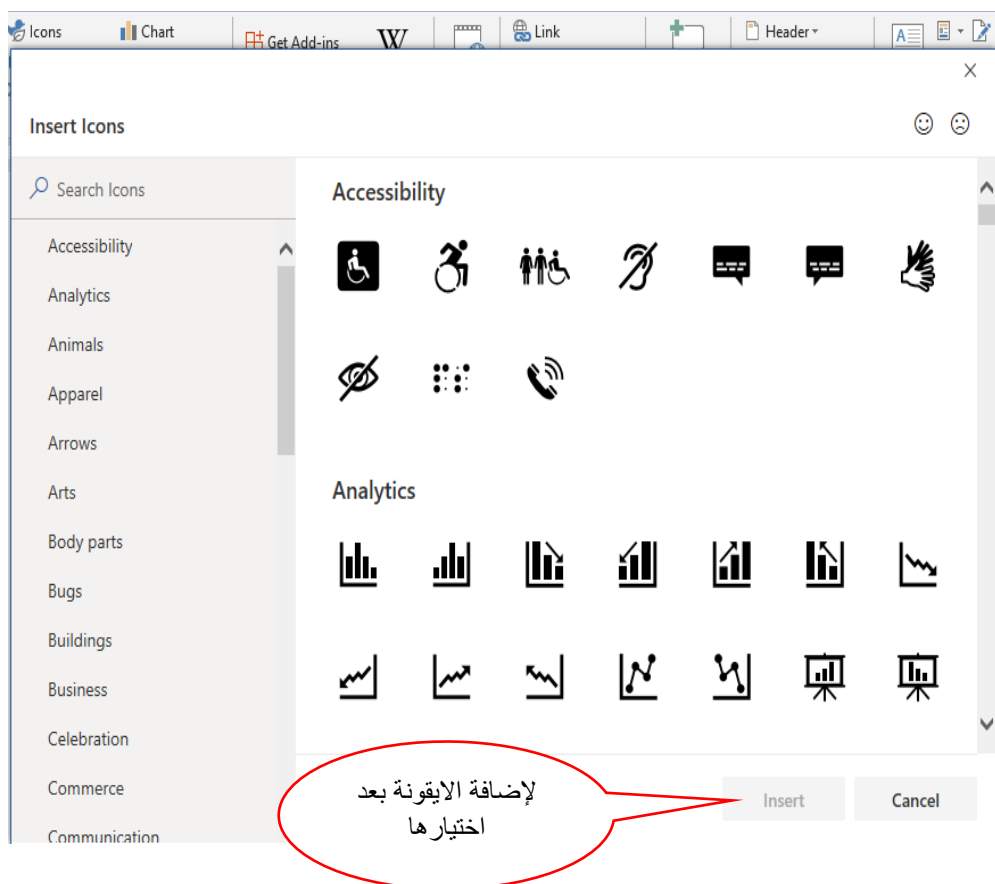 Icons Chart Get Add-ins W Link Header
A
Insert Icons
Search Icons
Accessibility
Analytics
Animals
Apparel
Arrows
Arts
Body parts
Bugs
Buildings
Business
Celebration
Commerce
Communication
Accessibility
Analytics
لإضافة الايقونة بعد
اختيارها
Insert Cancel